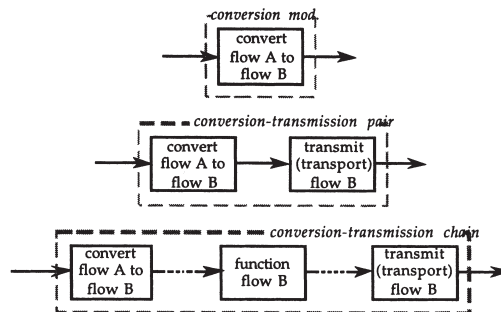 conversion mod.
convert
flow A to
flow B
conversion-transmission pair
convert
flow A to
flow B
transmit
(transport)
flow B
conversion-transmission chain
convert
flow A to
flow B
function
flow B
transmit
(transport)
flow B